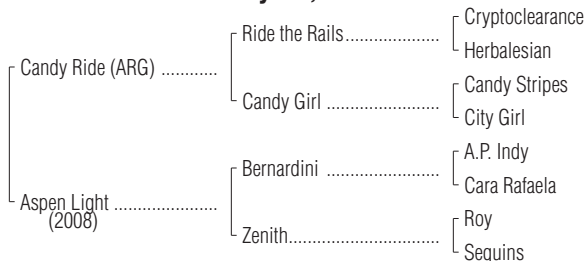 Cryptoclearance
Ride the Rails
Herbalesian
Candy Ride (ARG)
Candy Stripes
Candy Girl
City Girl
A.P. Indy
Bernardini
Cara Rafaela
Aspen Light
(2008)
Roy
Zenith
Sequins